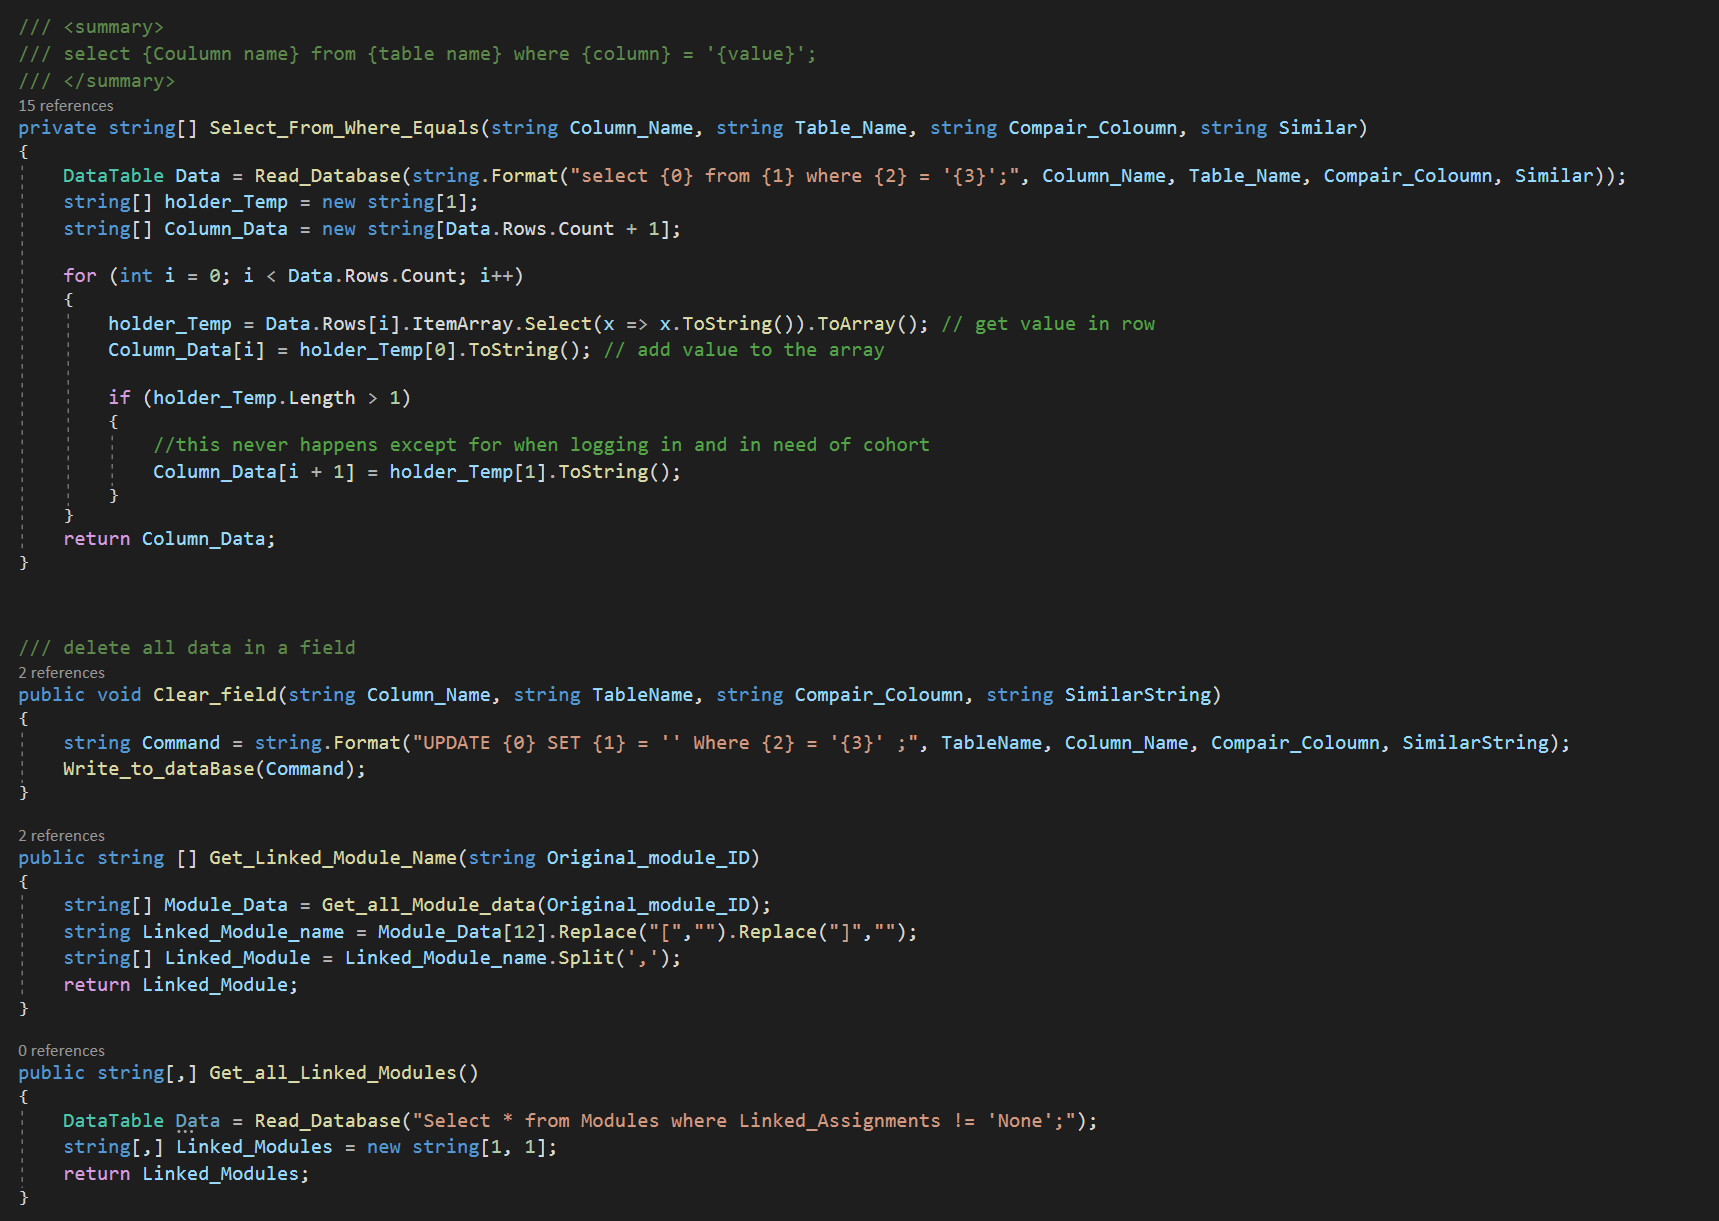 /// <summary>
/// select {Coulumn name} from {table name} where {column} = '{value}';
/// </summary>
15 references
private string[] Select_From_Where_Equals(string Column_Name, string Table_Name, string Compair_Coloumn, string Similar)
{
    DataTable Data = Read_Database(string.Format("select {0} from {1} where {2} = '{3}';", Column_Name, Table_Name, Compair_Coloumn, Similar));
    string[] holder_Temp = new string[1];
    string[] Column_Data = new string[Data.Rows.Count + 1];

    for (int i = 0; i < Data.Rows.Count; i++)
    {
        holder_Temp = Data.Rows[i].ItemArray.Select(x => x.ToString()).ToArray(); // get value in row
        Column_Data[i] = holder_Temp[0].ToString(); // add value to the array

        if (holder_Temp.Length > 1)
        {
            //this never happens except for when logging in and in need of cohort
            Column_Data[i + 1] = holder_Temp[1].ToString();
        }
    }
    return Column_Data;
}

/// delete all data in a field
2 references
public void Clear_field(string Column_Name, string TableName, string Compair_Coloumn, string SimilarString)
{
    string Command = string.Format("UPDATE {0} SET {1} = '' Where {2} = '{3}' ;", TableName, Column_Name, Compair_Coloumn, SimilarString);
    Write_to_dataBase(Command);
}

2 references
public string [] Get_Linked_Module_Name(string Original_module_ID)
{
    string[] Module_Data = Get_all_Module_data(Original_module_ID);
    string Linked_Module_name = Module_Data[12].Replace("[","").Replace("]","");
    string[] Linked_Module = Linked_Module_name.Split(',');
    return Linked_Module;
}

0 references
public string[,] Get_all_Linked_Modules()
{
    DataTable Data = Read_Database("Select * from Modules where Linked_Assignments != 'None';");
    string[,] Linked_Modules = new string[1, 1];
    return Linked_Modules;
}